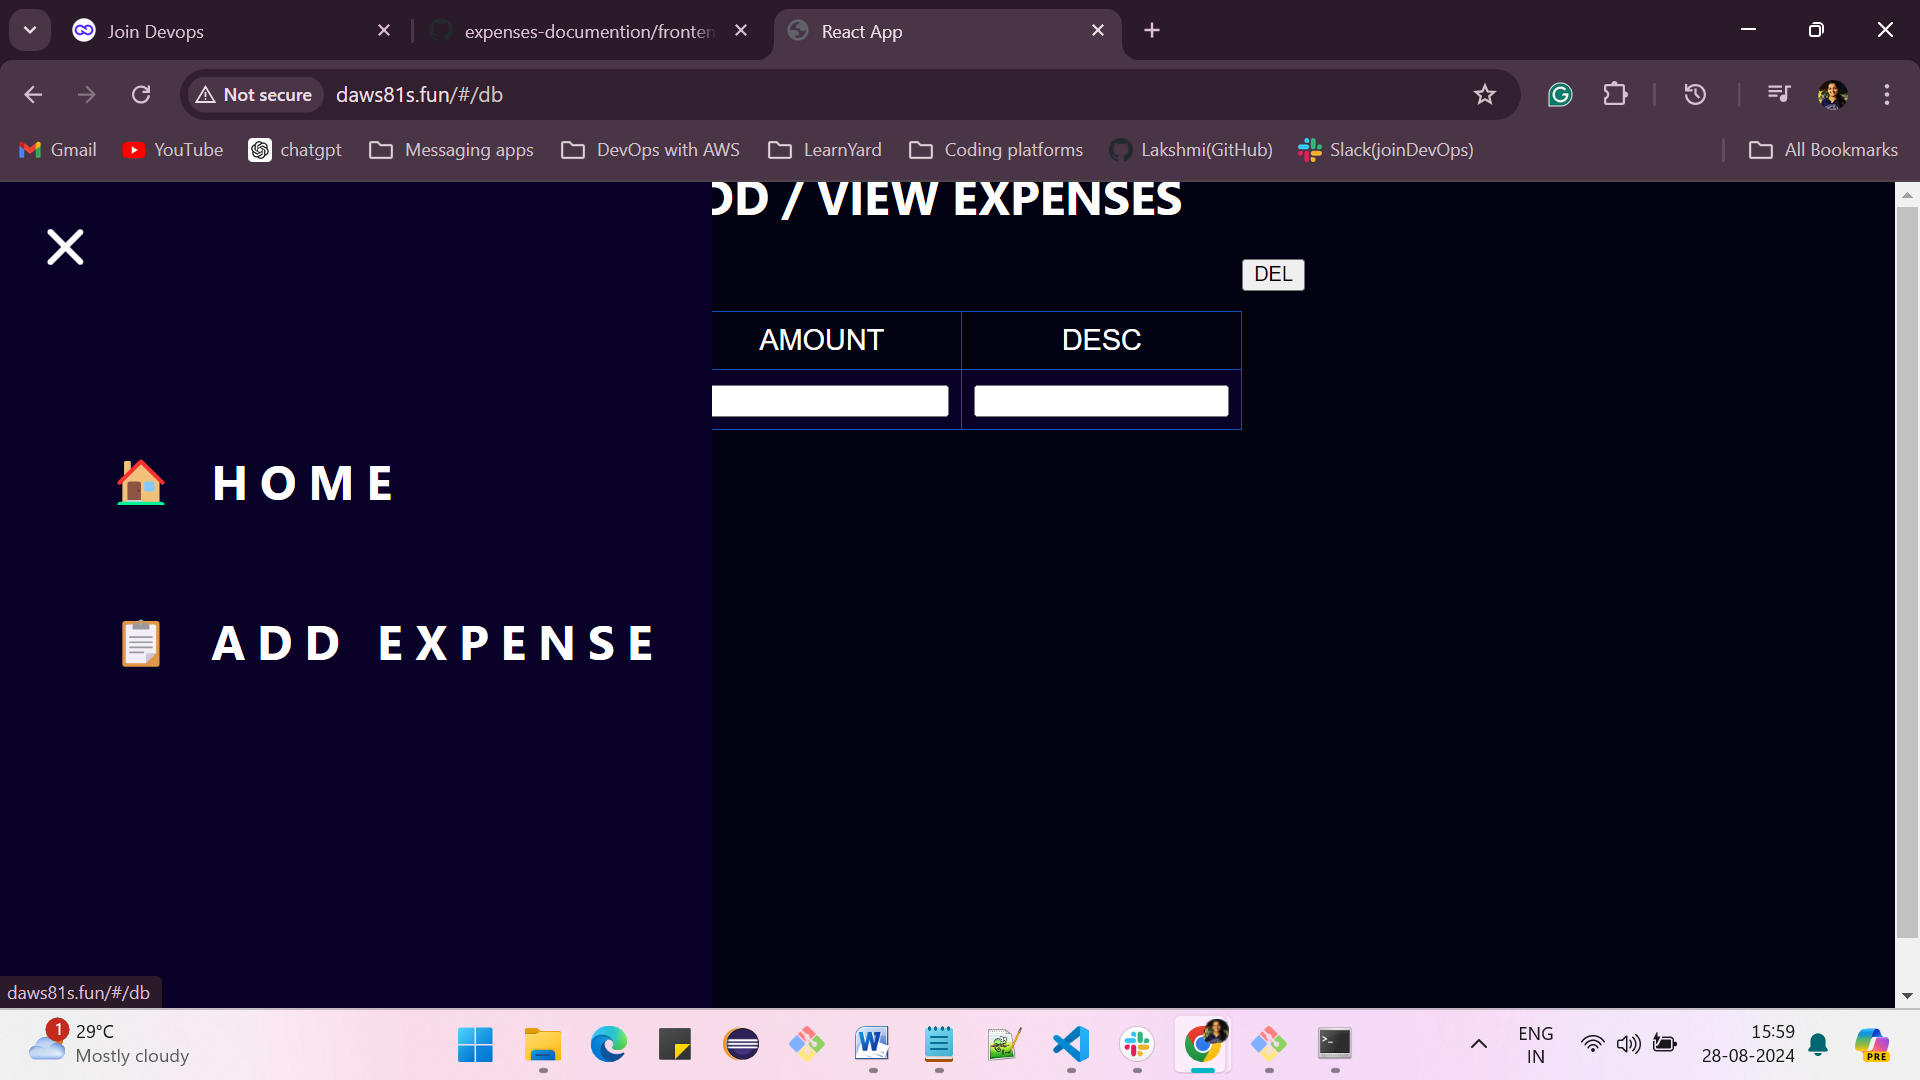 Join Devops
expenses-documention/fronten
React App
Not secure
daws81s.fun/#/db
Gmail
YouTube
chatgpt
Messaging apps
DevOps with AWS
LearnYard
Coding platforms
Lakshmi(GitHub)
Slack(joinDevOps)
All Bookmarks
DD / VIEW EXPENSES
DEL
AMOUNT
DESC
HOME
ADD EXPENSE
daws81s.fun/#/db
1
29°C
Mostly cloudy
ENG
IN
15:59
28-08-2024
PRE